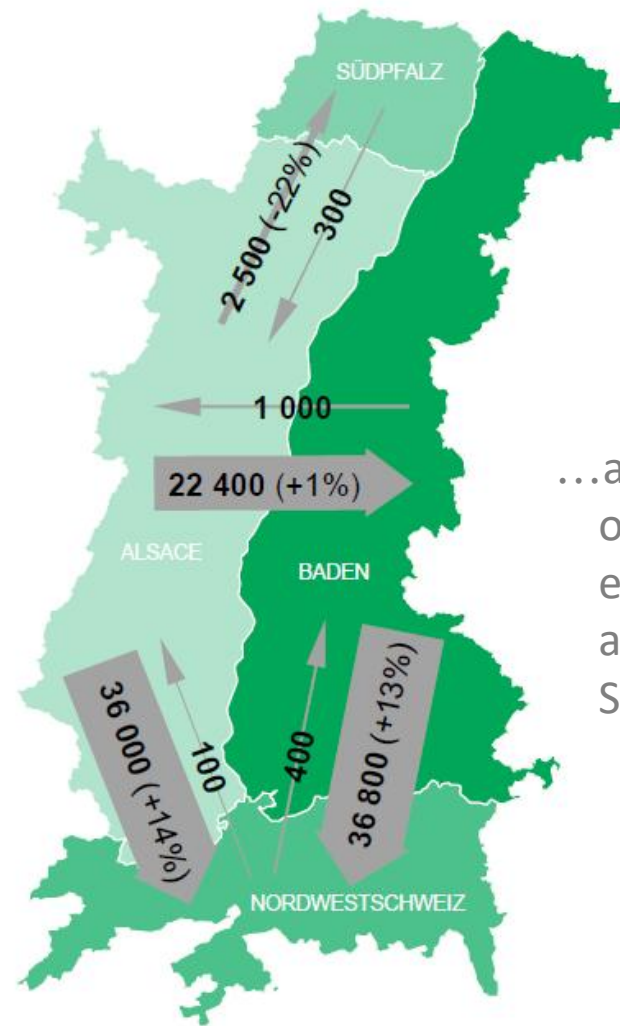 SÜDPFALZ
2 500 (-22%)
300
1 000
22 400 (+1%)
ALSACE
BADEN
36 000 (+14%)
100
400
36 800 (+13%)
NORDWESTSCHWEIZ
…a
o
e
a
S